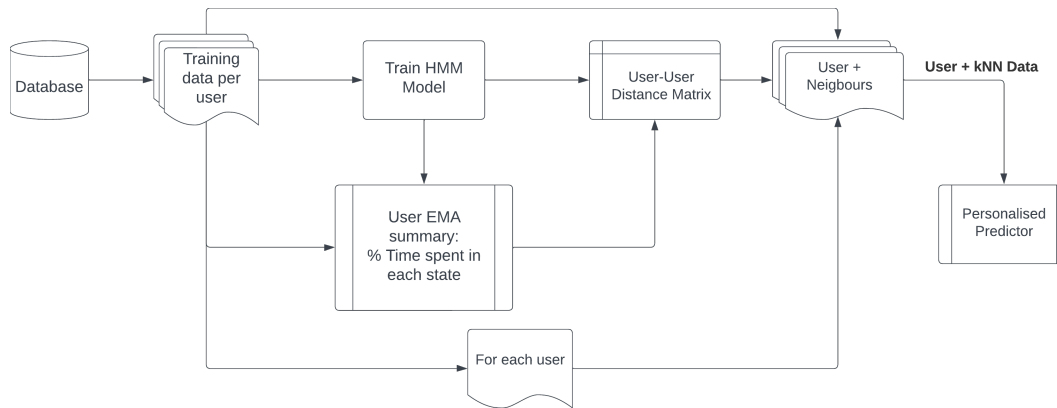 Database
Training
data per
user
Train HMM
Model
User-User
Distance Matrix
User +
Neigbours
User + kNN Data
User EMA
summary:
% Time spent in
each state
Personalised
Predictor
For each user